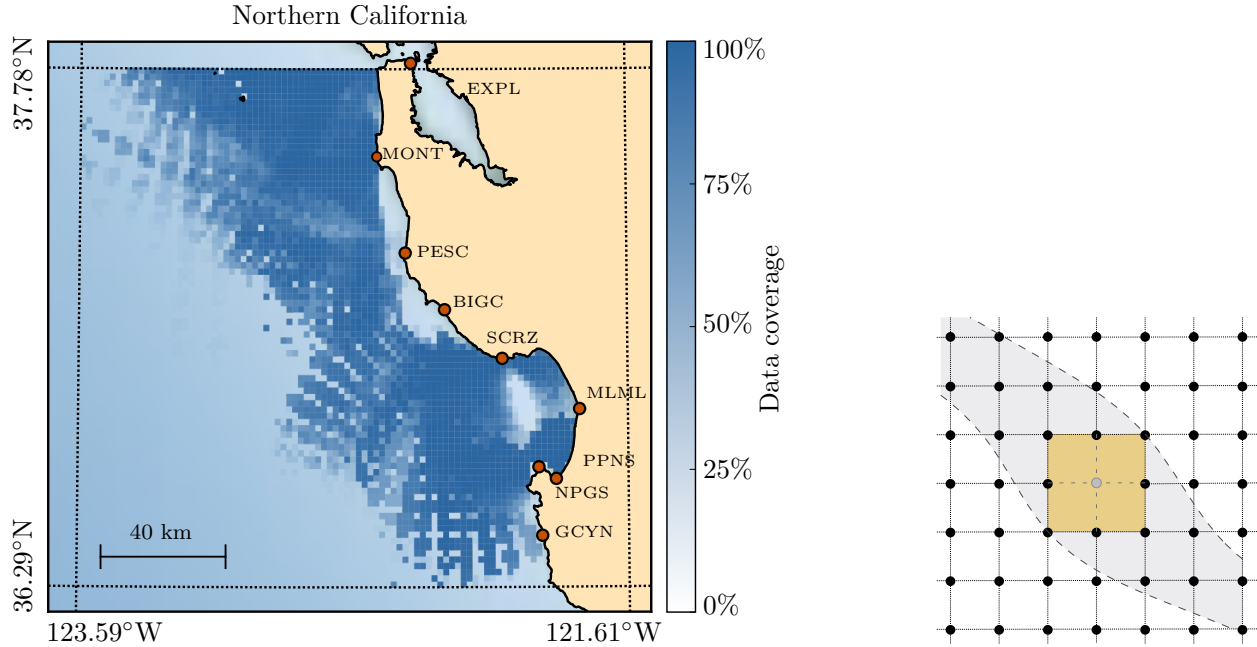 Northern California
37.78°N
36.29°N
123.59°W
121.61°W
EXPL
MONT
PESC
BIGC
SCRZ
MLML
PPNS
NPGS
GCYN
40 km
100%
75%
50%
25%
0%
Data coverage